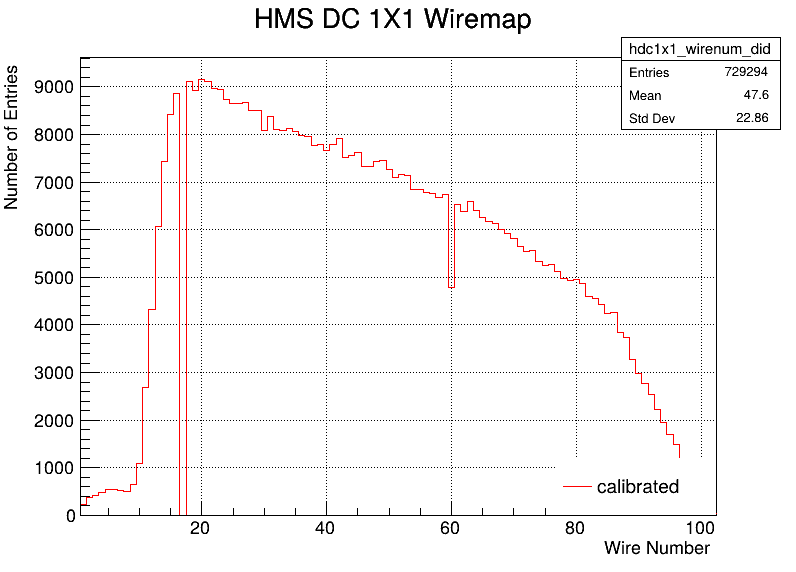 HMS DC 1X1 Wiremap
hdc1x1_wirenum_did
Entries 729294
Mean 47.6
Std Dev 22.86
Number of Entries
9000
8000
7000
6000
5000
4000
3000
2000
1000
0
calibrated
20 40 60 80 100
Wire Number